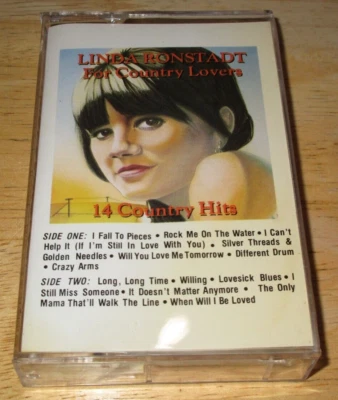 LINDA RONSTADT
For Country Lovers
14 Country Hits
SIDE ONE: I Fall To Pieces • Rock Me On The Water • I Can't
Help It (If I'm Still In Love With You) • Silver Threads &
Golden Needles • Will You Love Me Tomorrow • Different Drum
• Crazy Arms
SIDE TWO: Long, Long Time • Willing • Lovesick Blues • I
Still Miss Someone • It Doesn't Matter Anymore • The Only
Mama That'll Walk The Line • When Will I Be Loved